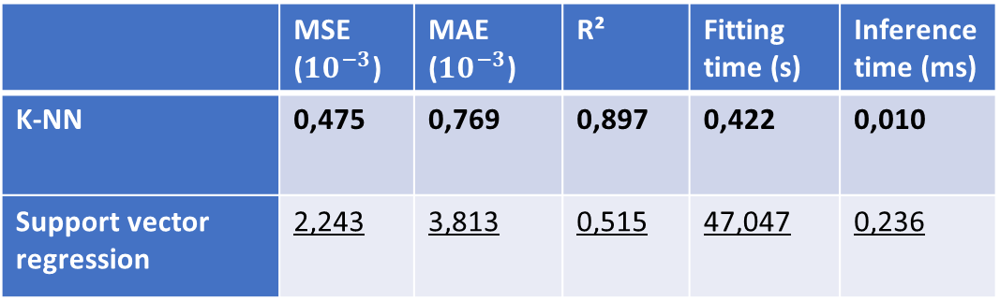 MSE (10⁻³) MAE (10⁻³) R² Fitting time (s) Inference time (ms)
K-NN 0,475 0,769 0,897 0,422 0,010
Support vector regression 2,243 3,813 0,515 47,047 0,236